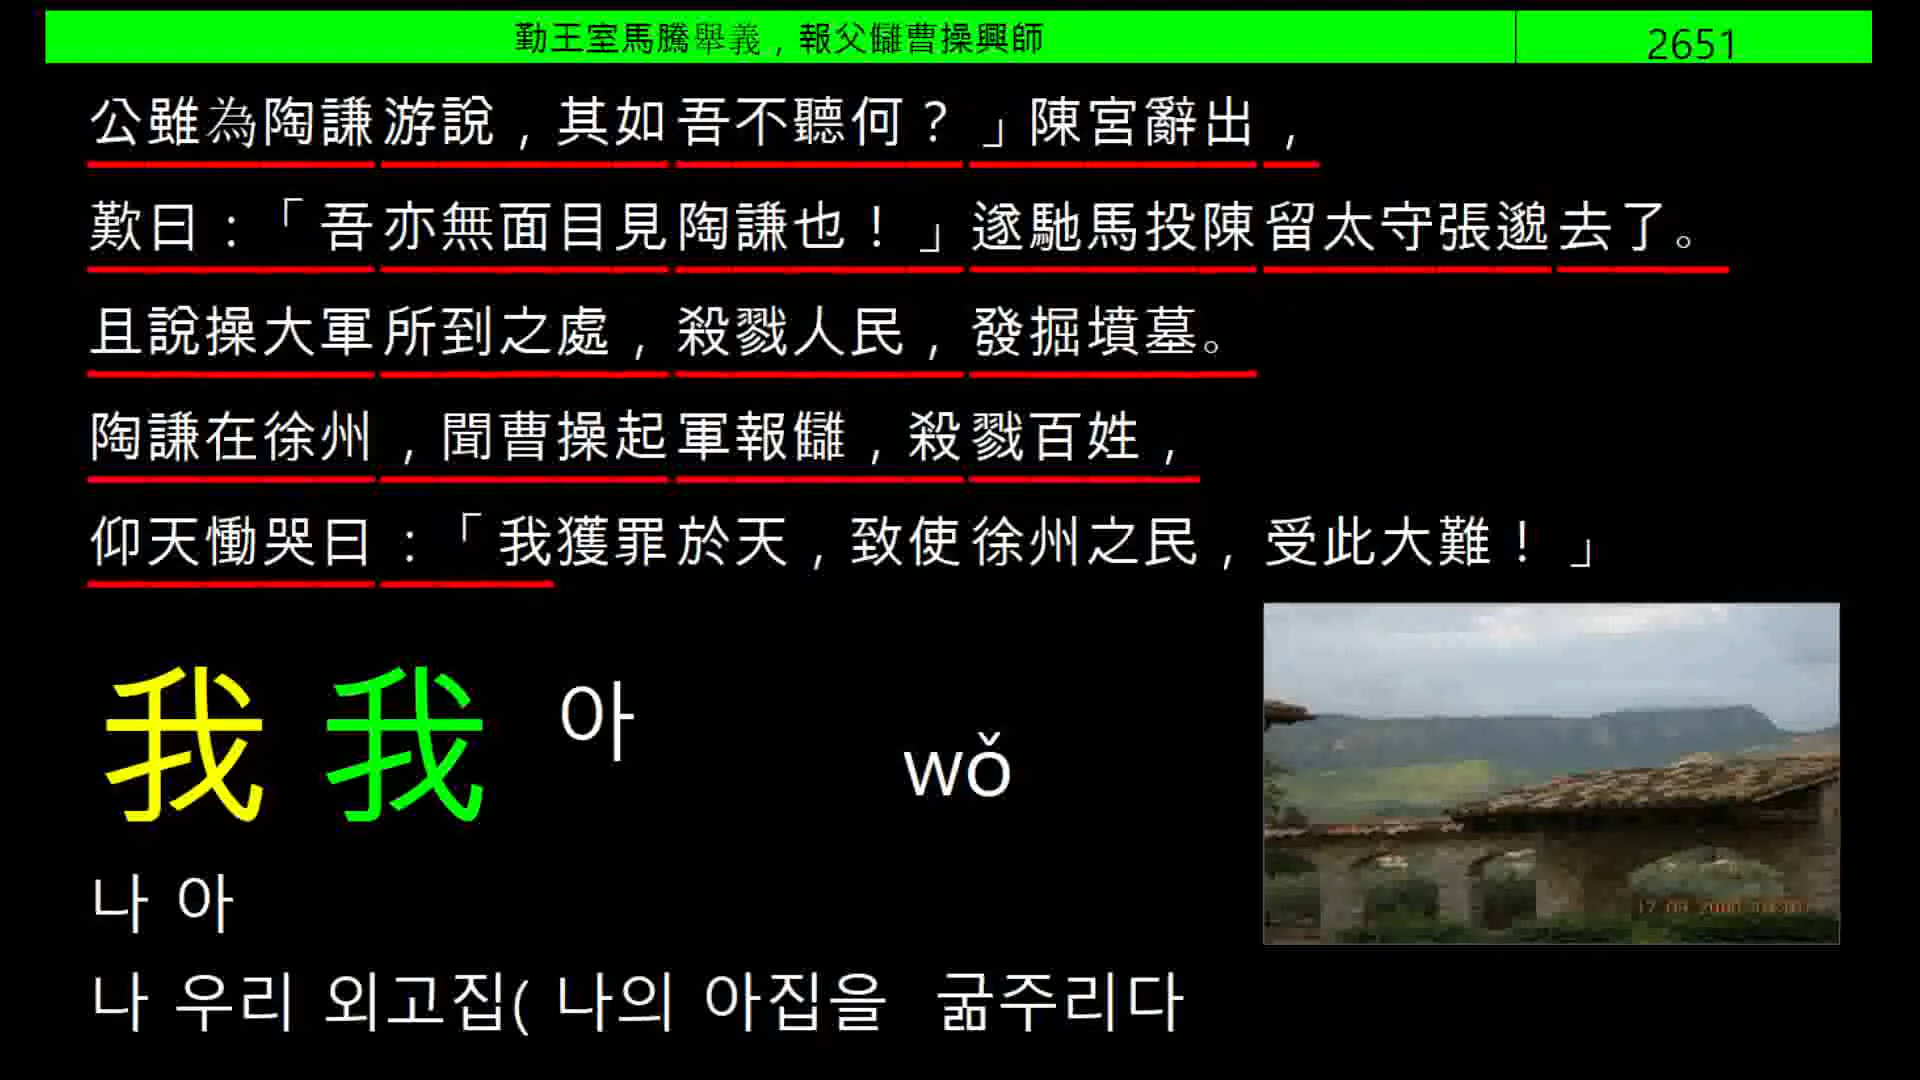 勤王室馬騰舉義，報父讎曹操興師
2651
公雖為陶謙游說，其如吾不聽何？」陳宮辭出，
歎曰：「吾亦無面目見陶謙也！」遂馳馬投陳留太守張邈去了。
且說操大軍所到之處，殺戮人民，發掘墳墓。
陶謙在徐州，聞曹操起軍報讎，殺戮百姓，
仰天慟哭曰：「我獲罪於天，致使徐州之民，受此大難！」
我 我 아 wǒ
나 아
나 우리 외고집( 나의 아집을 굶주리다